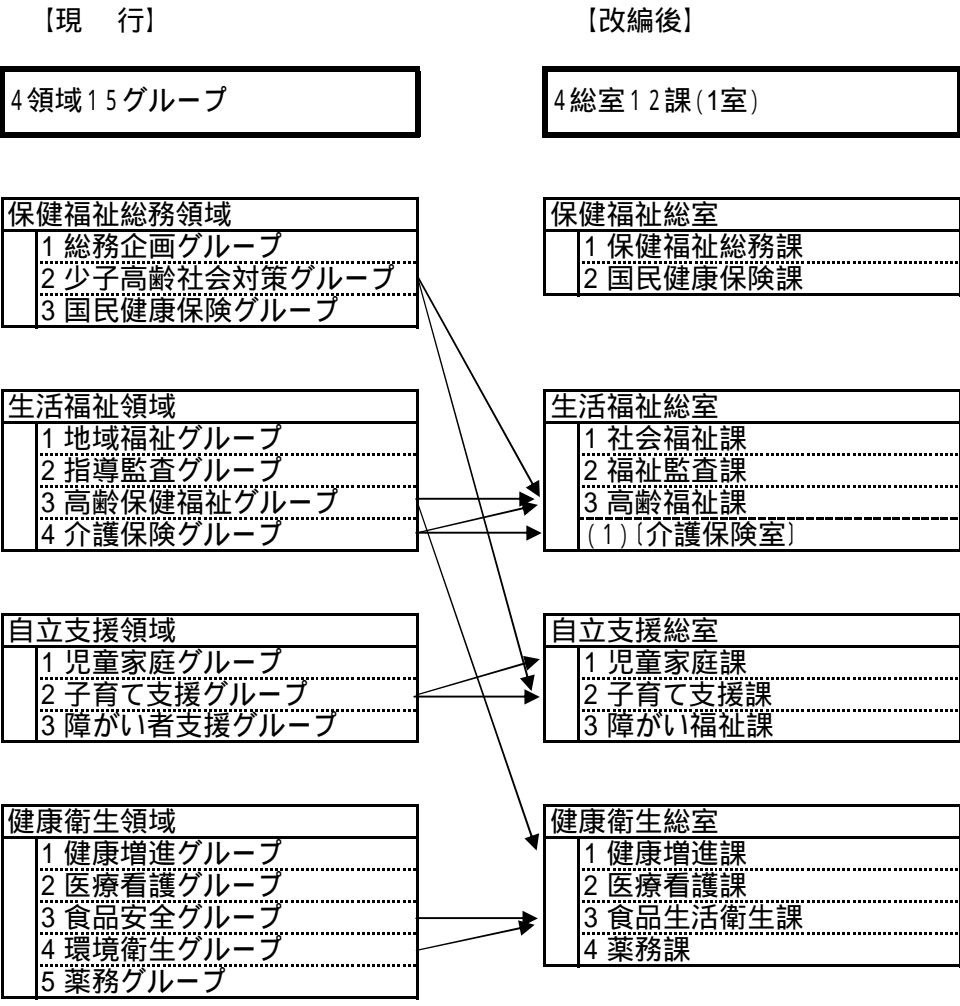 【現　行】
4領域15グループ
保健福祉総務領域
1 総務企画グループ
2 少子高齢社会対策グループ
3 国民健康保険グループ
生活福祉領域
1 地域福祉グループ
2 指導監査グループ
3 高齢保健福祉グループ
4 介護保険グループ
自立支援領域
1 児童家庭グループ
2 子育て支援グループ
3 障がい者支援グループ
健康衛生領域
1 健康増進グループ
2 医療看護グループ
3 食品安全グループ
4 環境衛生グループ
5 薬務グループ
【改編後】
4総室12課(1室)
保健福祉総室
1 保健福祉総務課
2 国民健康保険課
生活福祉総室
1 社会福祉課
2 福祉監査課
3 高齢福祉課
(1)〔介護保険室〕
自立支援総室
1 児童家庭課
2 子育て支援課
3 障がい福祉課
健康衛生総室
1 健康増進課
2 医療看護課
3 食品生活衛生課
4 薬務課